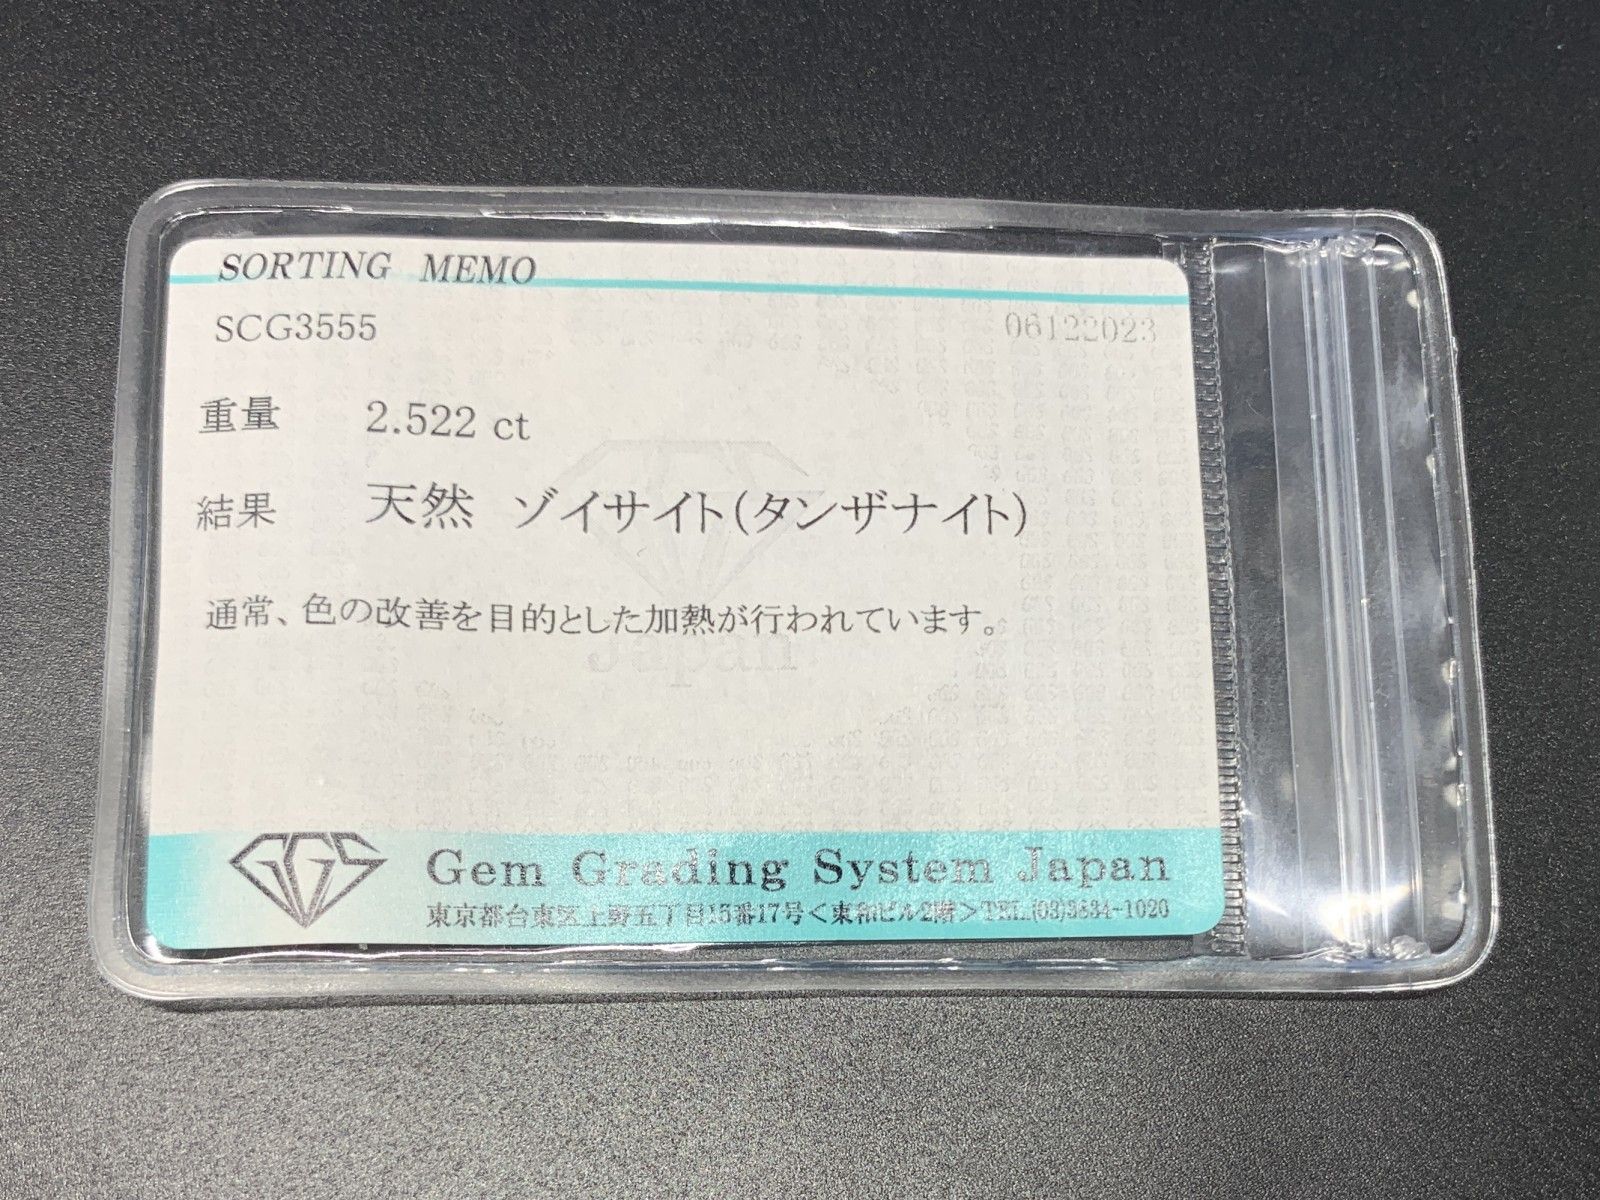 SORTING MEMO
SCG3555 06122023
重量 2.522 ct
結果 天然 ゾイサイト(タンザナイト)
通常、色の改善を目的とした加熱が行われています。
Japan
GGS Gem Grading System Japan
東京都台東区上野五丁目15番17号<東和ビル2階>TEL.(03)3834-1020